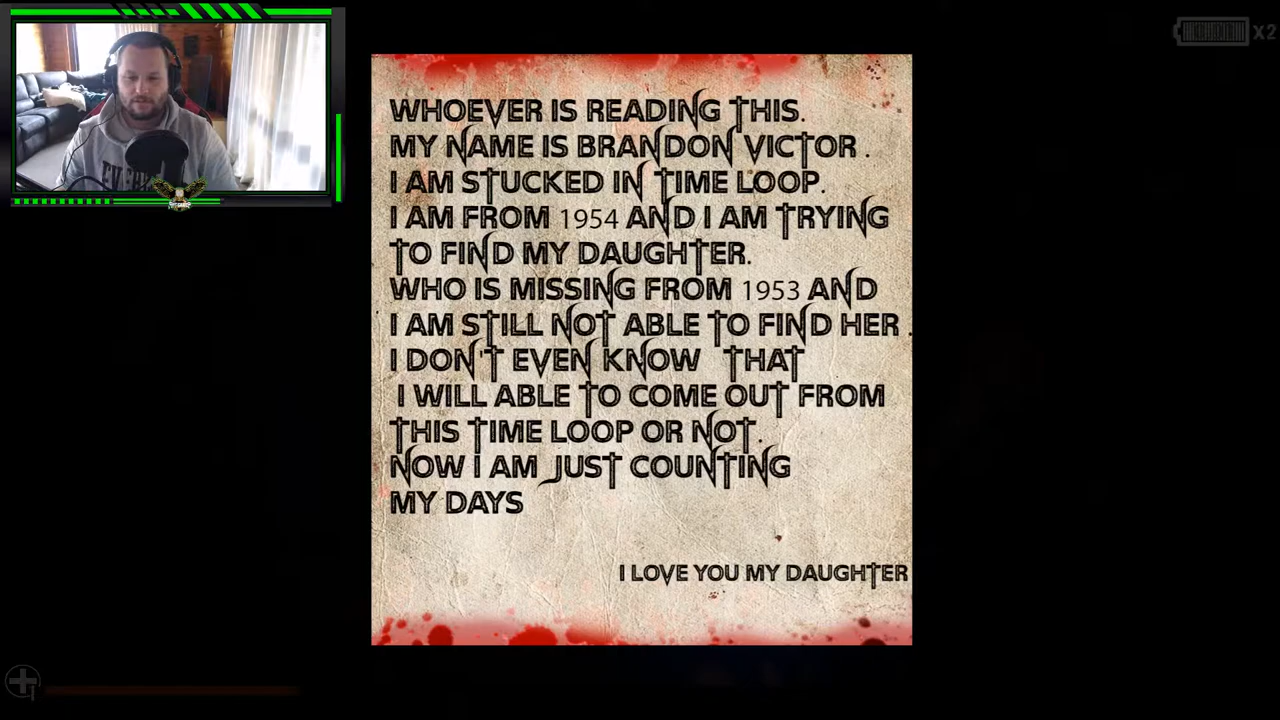 x2
WHOEVER IS READING THIS.
MY NAME IS BRANDON VICTOR .
I AM STUCKED IN TIME LOOP.
I AM FROM 1954 AND I AM TRYING
TO FIND MY DAUGHTER.
WHO IS MISSING FROM 1953 AND
I AM STILL NOT ABLE TO FIND HER .
I DON'T EVEN KNOW THAT
I WILL ABLE TO COME OUT FROM
THIS TIME LOOP OR NOT.
NOW I AM JUST COUNTING
MY DAYS
I LOVE YOU MY DAUGHTER